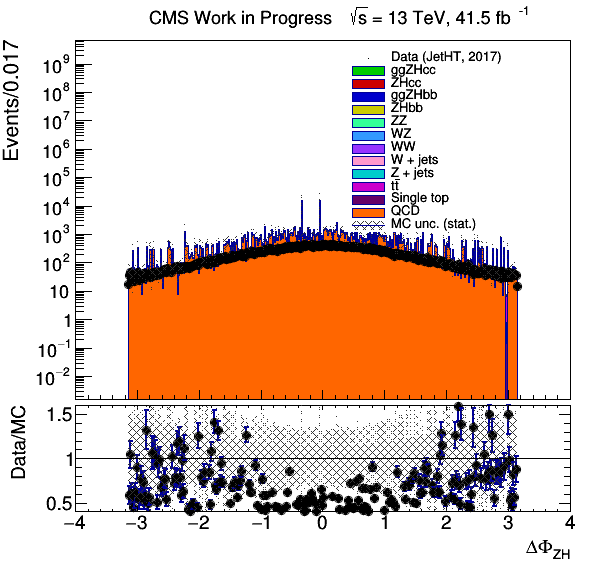 CMS Work in Progress √s = 13 TeV, 41.5 fb⁻¹
Events/0.017
10⁹
10⁸
10⁷
10⁶
10⁵
10⁴
10³
10²
10
1
10⁻¹
10⁻²
Data (JetHT, 2017)
ggZHcc
ZHcc
ggZHbb
ZHbb
ZZ
WZ
WW
W + jets
Z + jets
tt̄
Single top
QCD
MC unc. (stat.)
Data/MC
1.5
1
0.5
−4 −3 −2 −1 0 1 2 3 4
ΔΦ_ZH